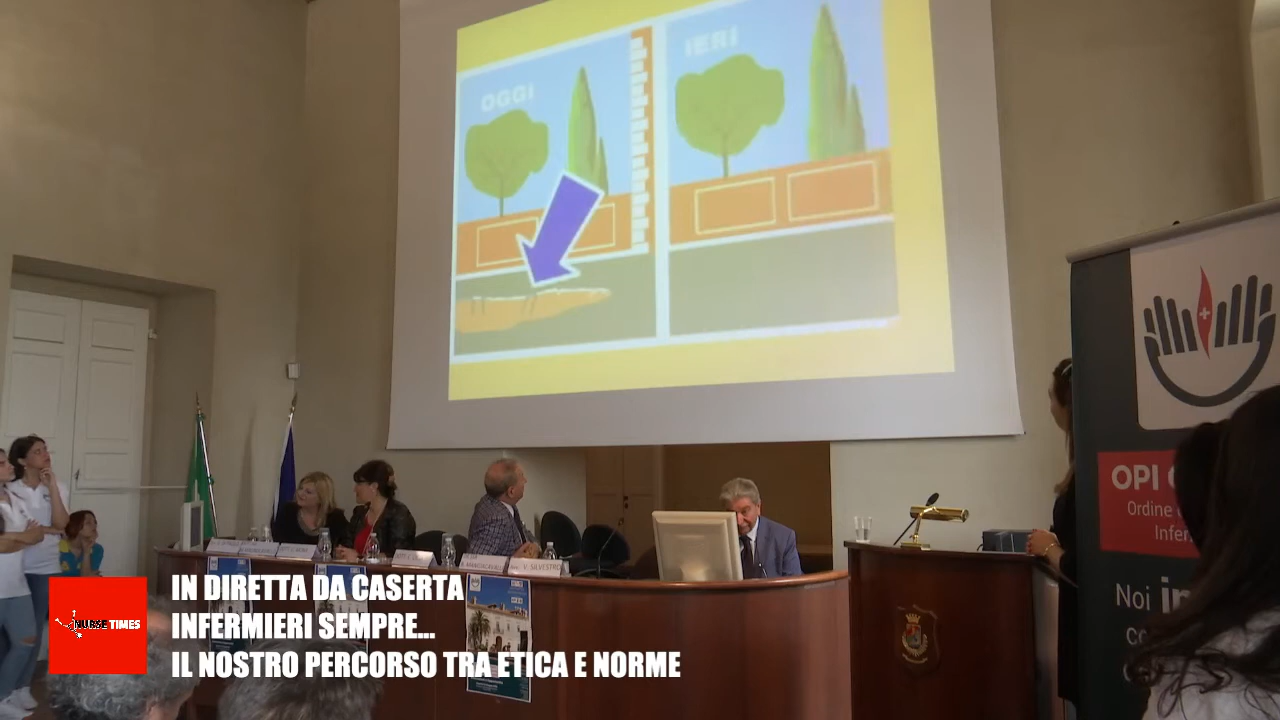 OGGI
IERI
OPI
Ordine
Infer
Noi in
V. SILVESTRO
NURSE TIMES
IN DIRETTA DA CASERTA
INFERMIERI SEMPRE...
IL NOSTRO PERCORSO TRA ETICA E NORME